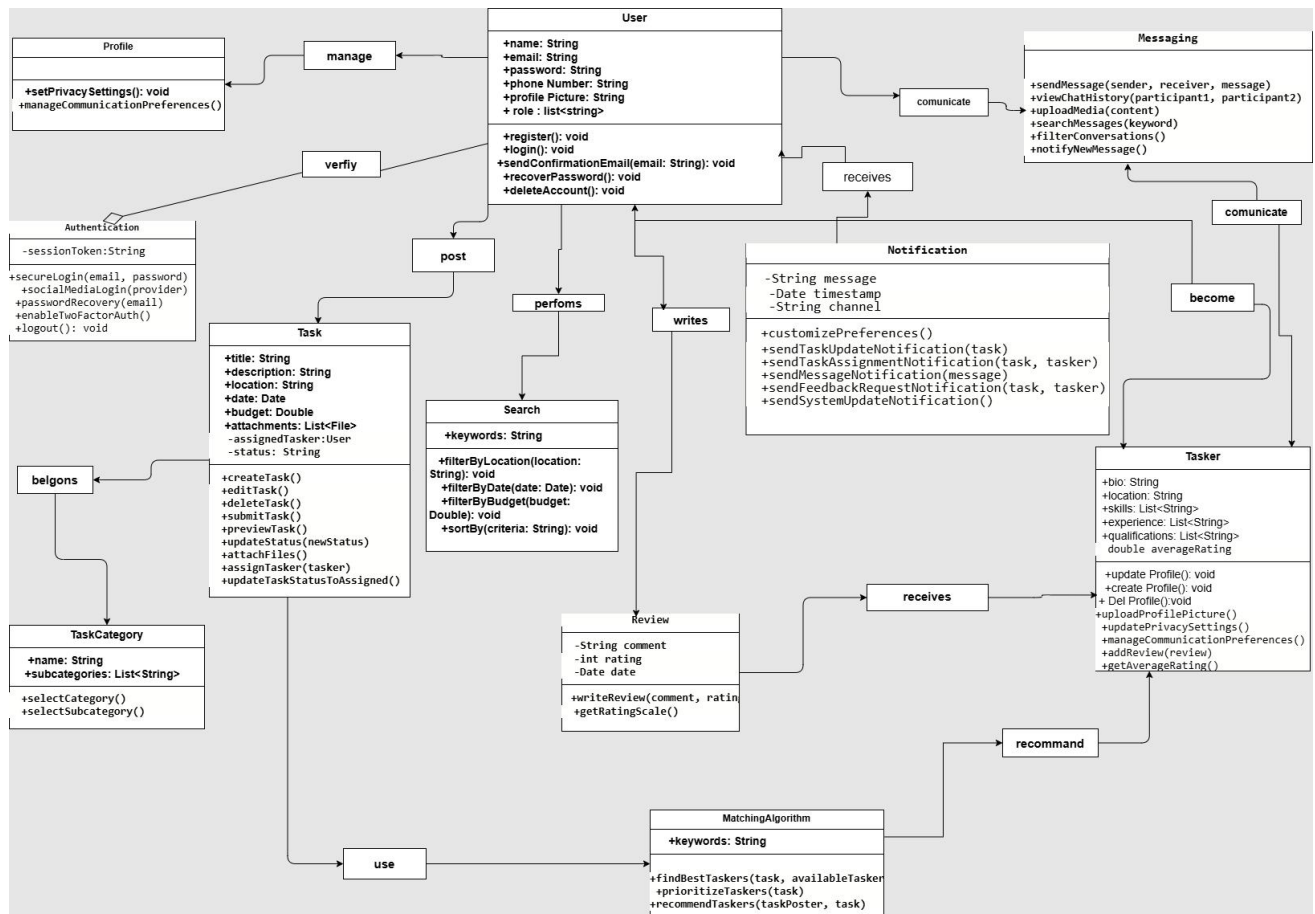 User
+name: String
+email: String
+password: String
+phone Number: String
+profile Picture: String
+ role : list<string>
+register(): void
+login(): void
+sendConfirmationEmail(email: String): void
+recoverPassword(): void
+deleteAccount(): void
Profile
+setPrivacySettings(): void
+manageCommunicationPreferences()
manage
Messaging
+sendMessage(sender, receiver, message)
+viewChatHistory(participant1, participant2)
+uploadMedia(content)
+searchMessages(keyword)
+filterConversations()
+notifyNewMessage()
comunicate
verfiy
receives
comunicate
Authentication
-sessionToken:String
+secureLogin(email, password)
+socialMediaLogin(provider)
+passwordRecovery(email)
+enableTwoFactorAuth()
+logout(): void
post
perfoms
writes
Notification
-String message
-Date timestamp
-String channel
+customizePreferences()
+sendTaskUpdateNotification(task)
+sendTaskAssignmentNotification(task, tasker)
+sendMessageNotification(message)
+sendFeedbackRequestNotification(task, tasker)
+sendSystemUpdateNotification()
become
Task
+title: String
+description: String
+location: String
+date: Date
+budget: Double
+attachments: List<File>
-assignedTasker:User
-status: String
+createTask()
+editTask()
+deleteTask()
+submitTask()
+previewTask()
+updateStatus(newStatus)
+attachFiles()
+assignTasker(tasker)
+updateTaskStatusToAssigned()
Search
+keywords: String
+filterByLocation(location:
String): void
+filterByDate(date: Date): void
+filterByBudget(budget:
Double): void
+sortBy(criteria: String): void
belgons
Tasker
+bio: String
+location: String
+skills: List<String>
+experience: List<String>
+qualifications: List<String>
double averageRating
+update Profile(): void
+create Profile(): void
+ Del Profile():void
+uploadProfilePicture()
+updatePrivacySettings()
+manageCommunicationPreferences()
+addReview(review)
+getAverageRating()
TaskCategory
+name: String
+subcategories: List<String>
+selectCategory()
+selectSubcategory()
Review
-String comment
-int rating
-Date date
+writeReview(comment, ratin
+getRatingScale()
receives
recommand
MatchingAlgorithm
+keywords: String
+findBestTaskers(task, availableTasker
+prioritizeTaskers(task)
+recommendTaskers(taskPoster, task)
use